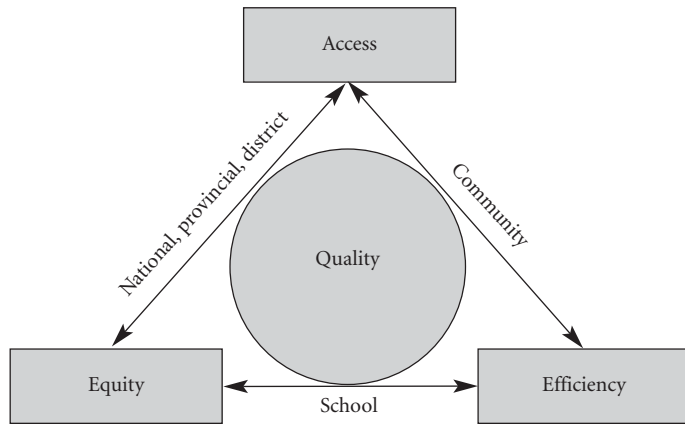 Access
National, provincial, district
Community
Quality
Equity
Efficiency
School